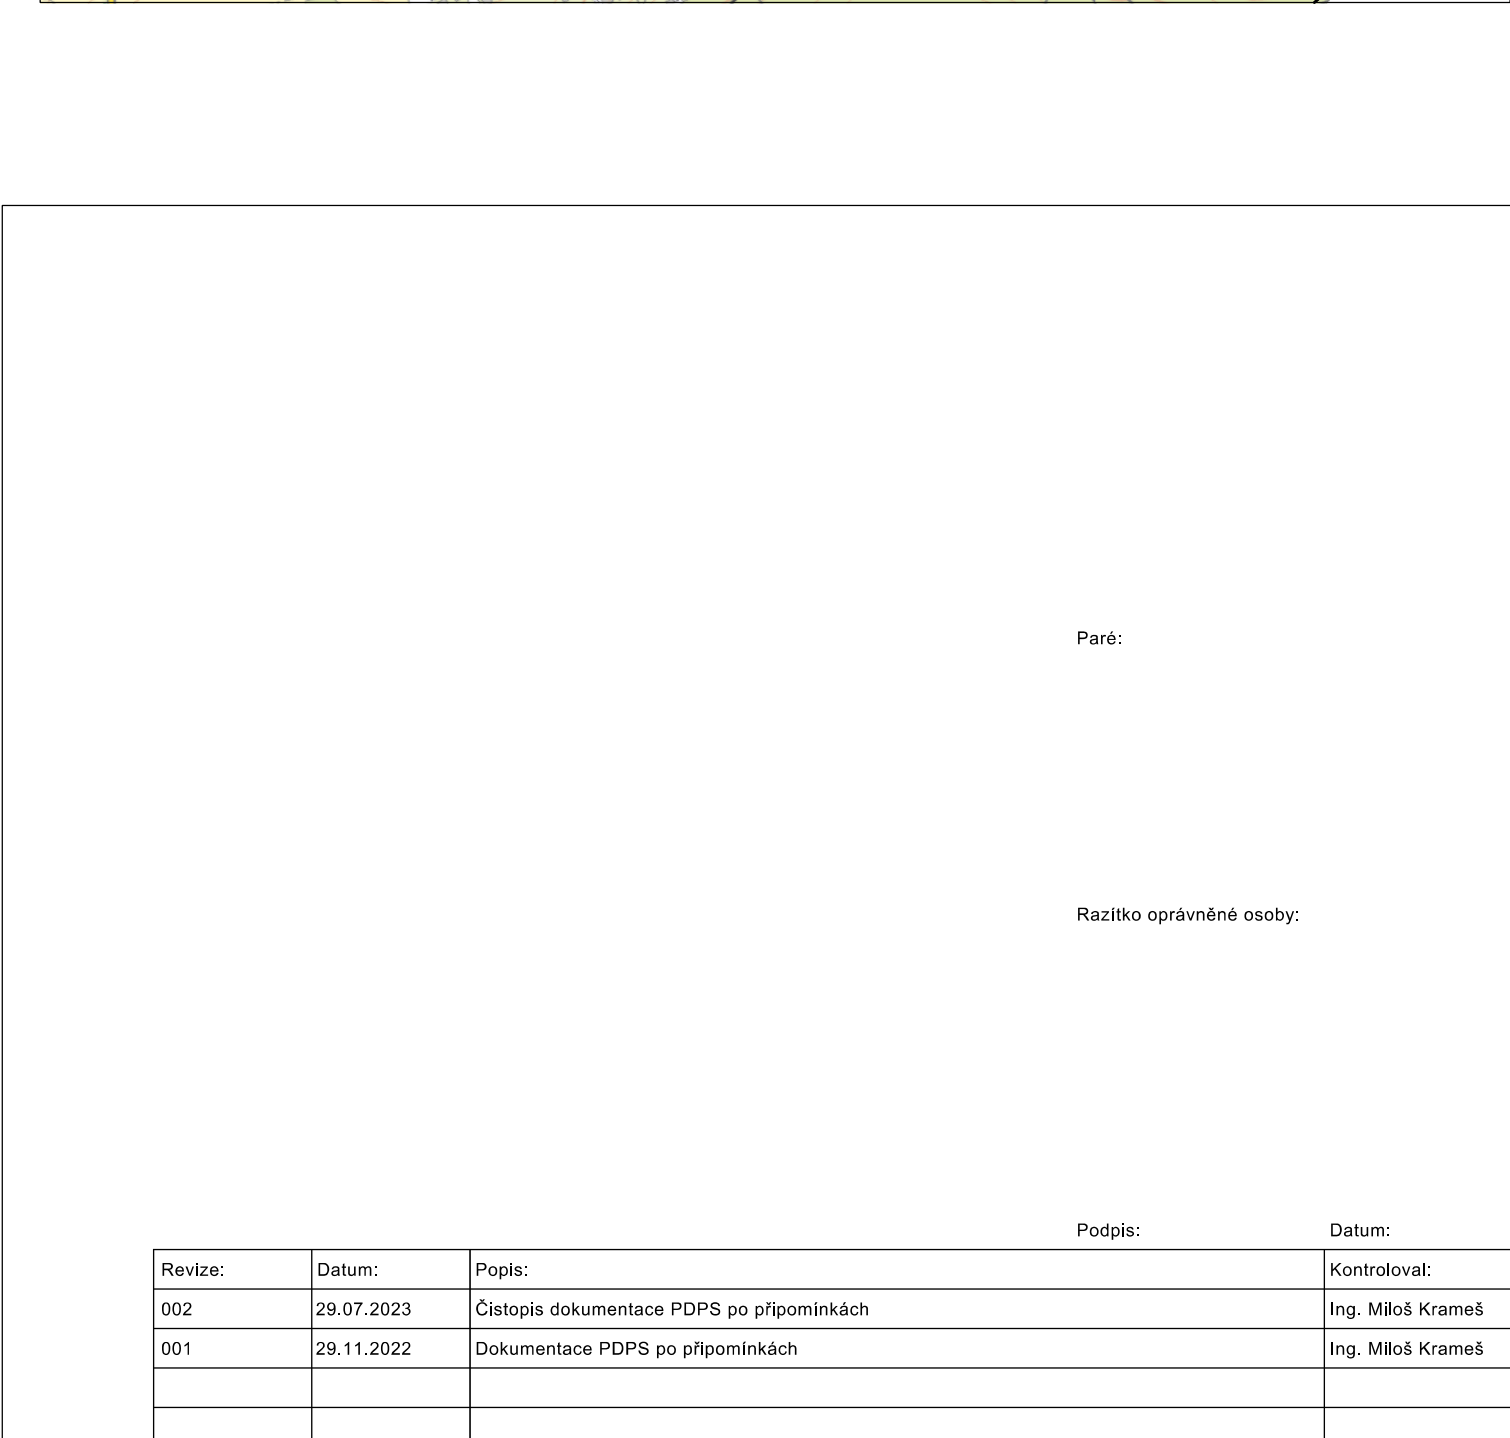 Paré:
Razítko oprávněné osoby:
Podpis: Datum:
Revize: Datum: Popis: Kontroloval:
002 29.07.2023 Čistopis dokumentace PDPS po připomínkách Ing. Miloš Krameš
001 29.11.2022 Dokumentace PDPS po připomínkách Ing. Miloš Krameš